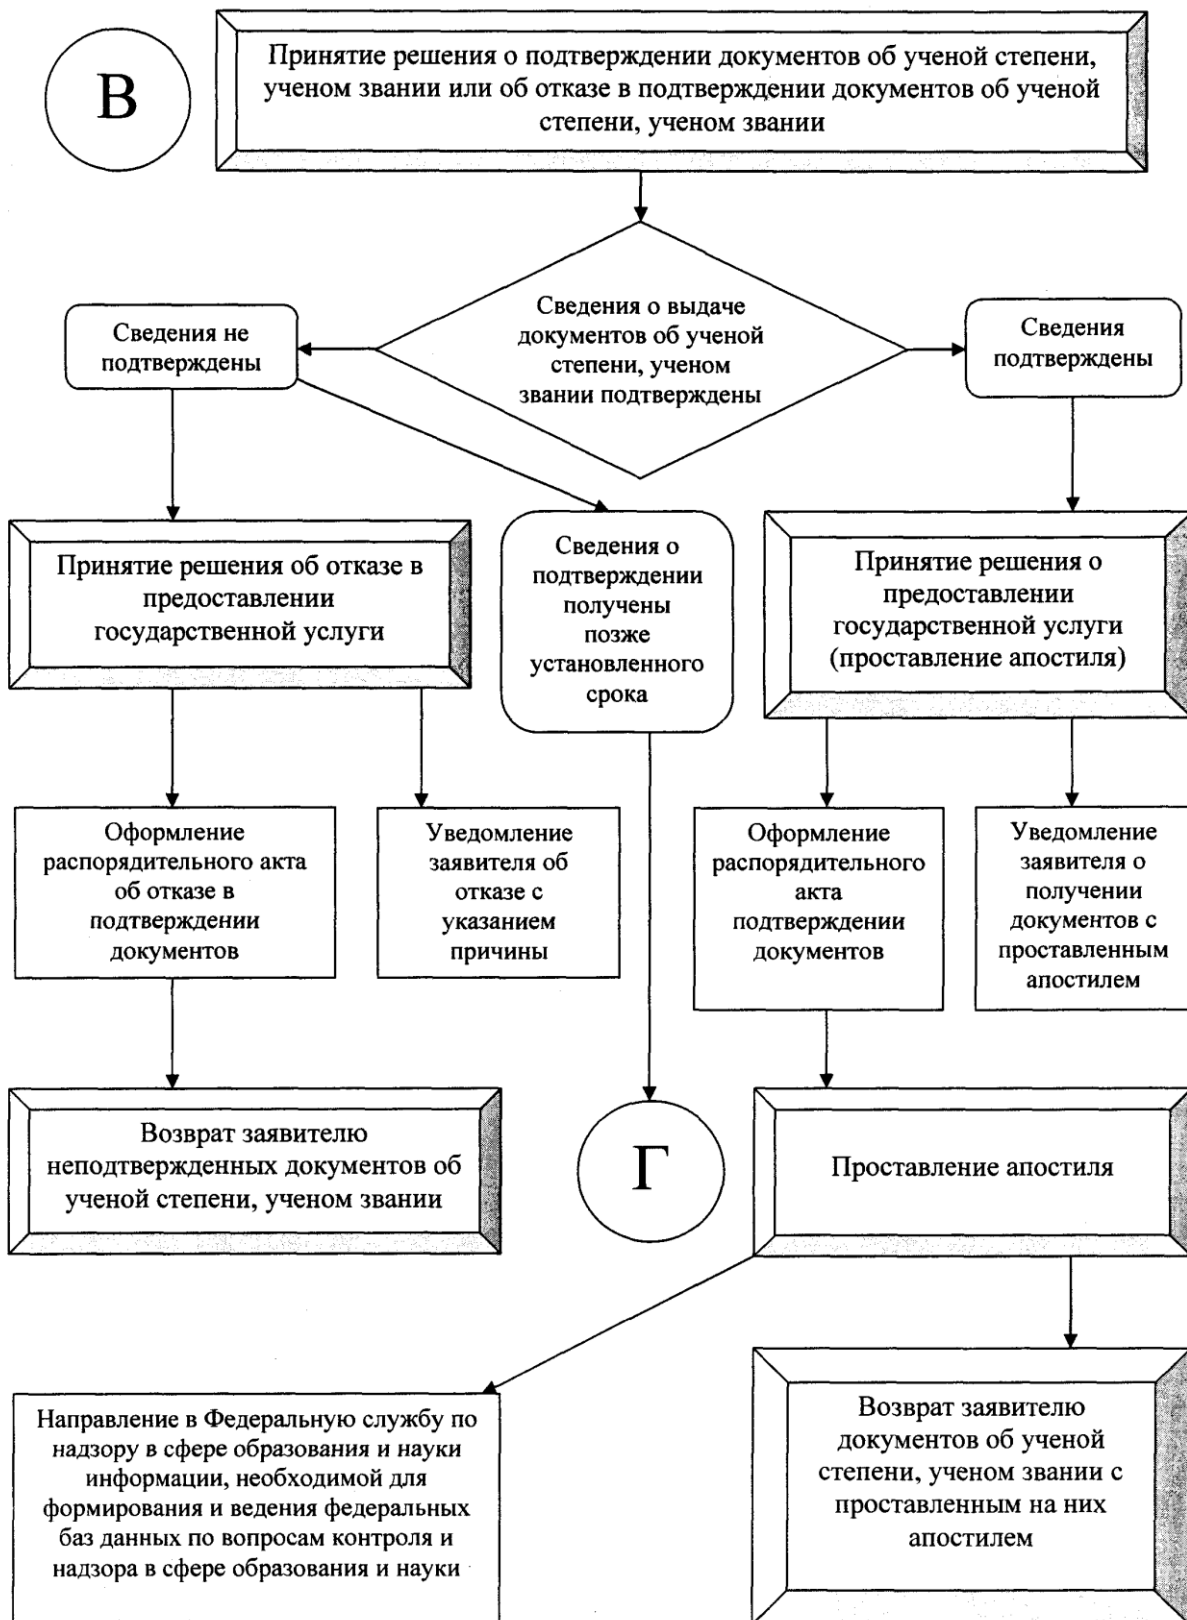 В
Принятие решения о подтверждении документов об ученой степени,
ученом звании или об отказе в подтверждении документов об ученой
степени, ученом звании
Сведения не
подтверждены
Сведения о выдаче
документов об ученой
степени, ученом
звании подтверждены
Сведения
подтверждены
Принятие решения об отказе в
предоставлении
государственной услуги
Сведения о
подтверждении
получены
позже
установленного
срока
Принятие решения о
предоставлении
государственной услуги
(проставление апостиля)
Оформление
распорядительного акта
об отказе в
подтверждении
документов
Уведомление
заявителя об
отказе с
указанием
причины
Оформление
распорядительного
акта
подтверждении
документов
Уведомление
заявителя о
получении
документов с
проставленным
апостилем
Возврат заявителю
неподтвержденных документов об
ученой степени, ученом звании
Г
Проставление апостиля
Направление в Федеральную службу по
надзору в сфере образования и науки
информации, необходимой для
формирования и ведения федеральных
баз данных по вопросам контроля и
надзора в сфере образования и науки
Возврат заявителю
документов об ученой
степени, ученом звании с
проставленным на них
апостилем